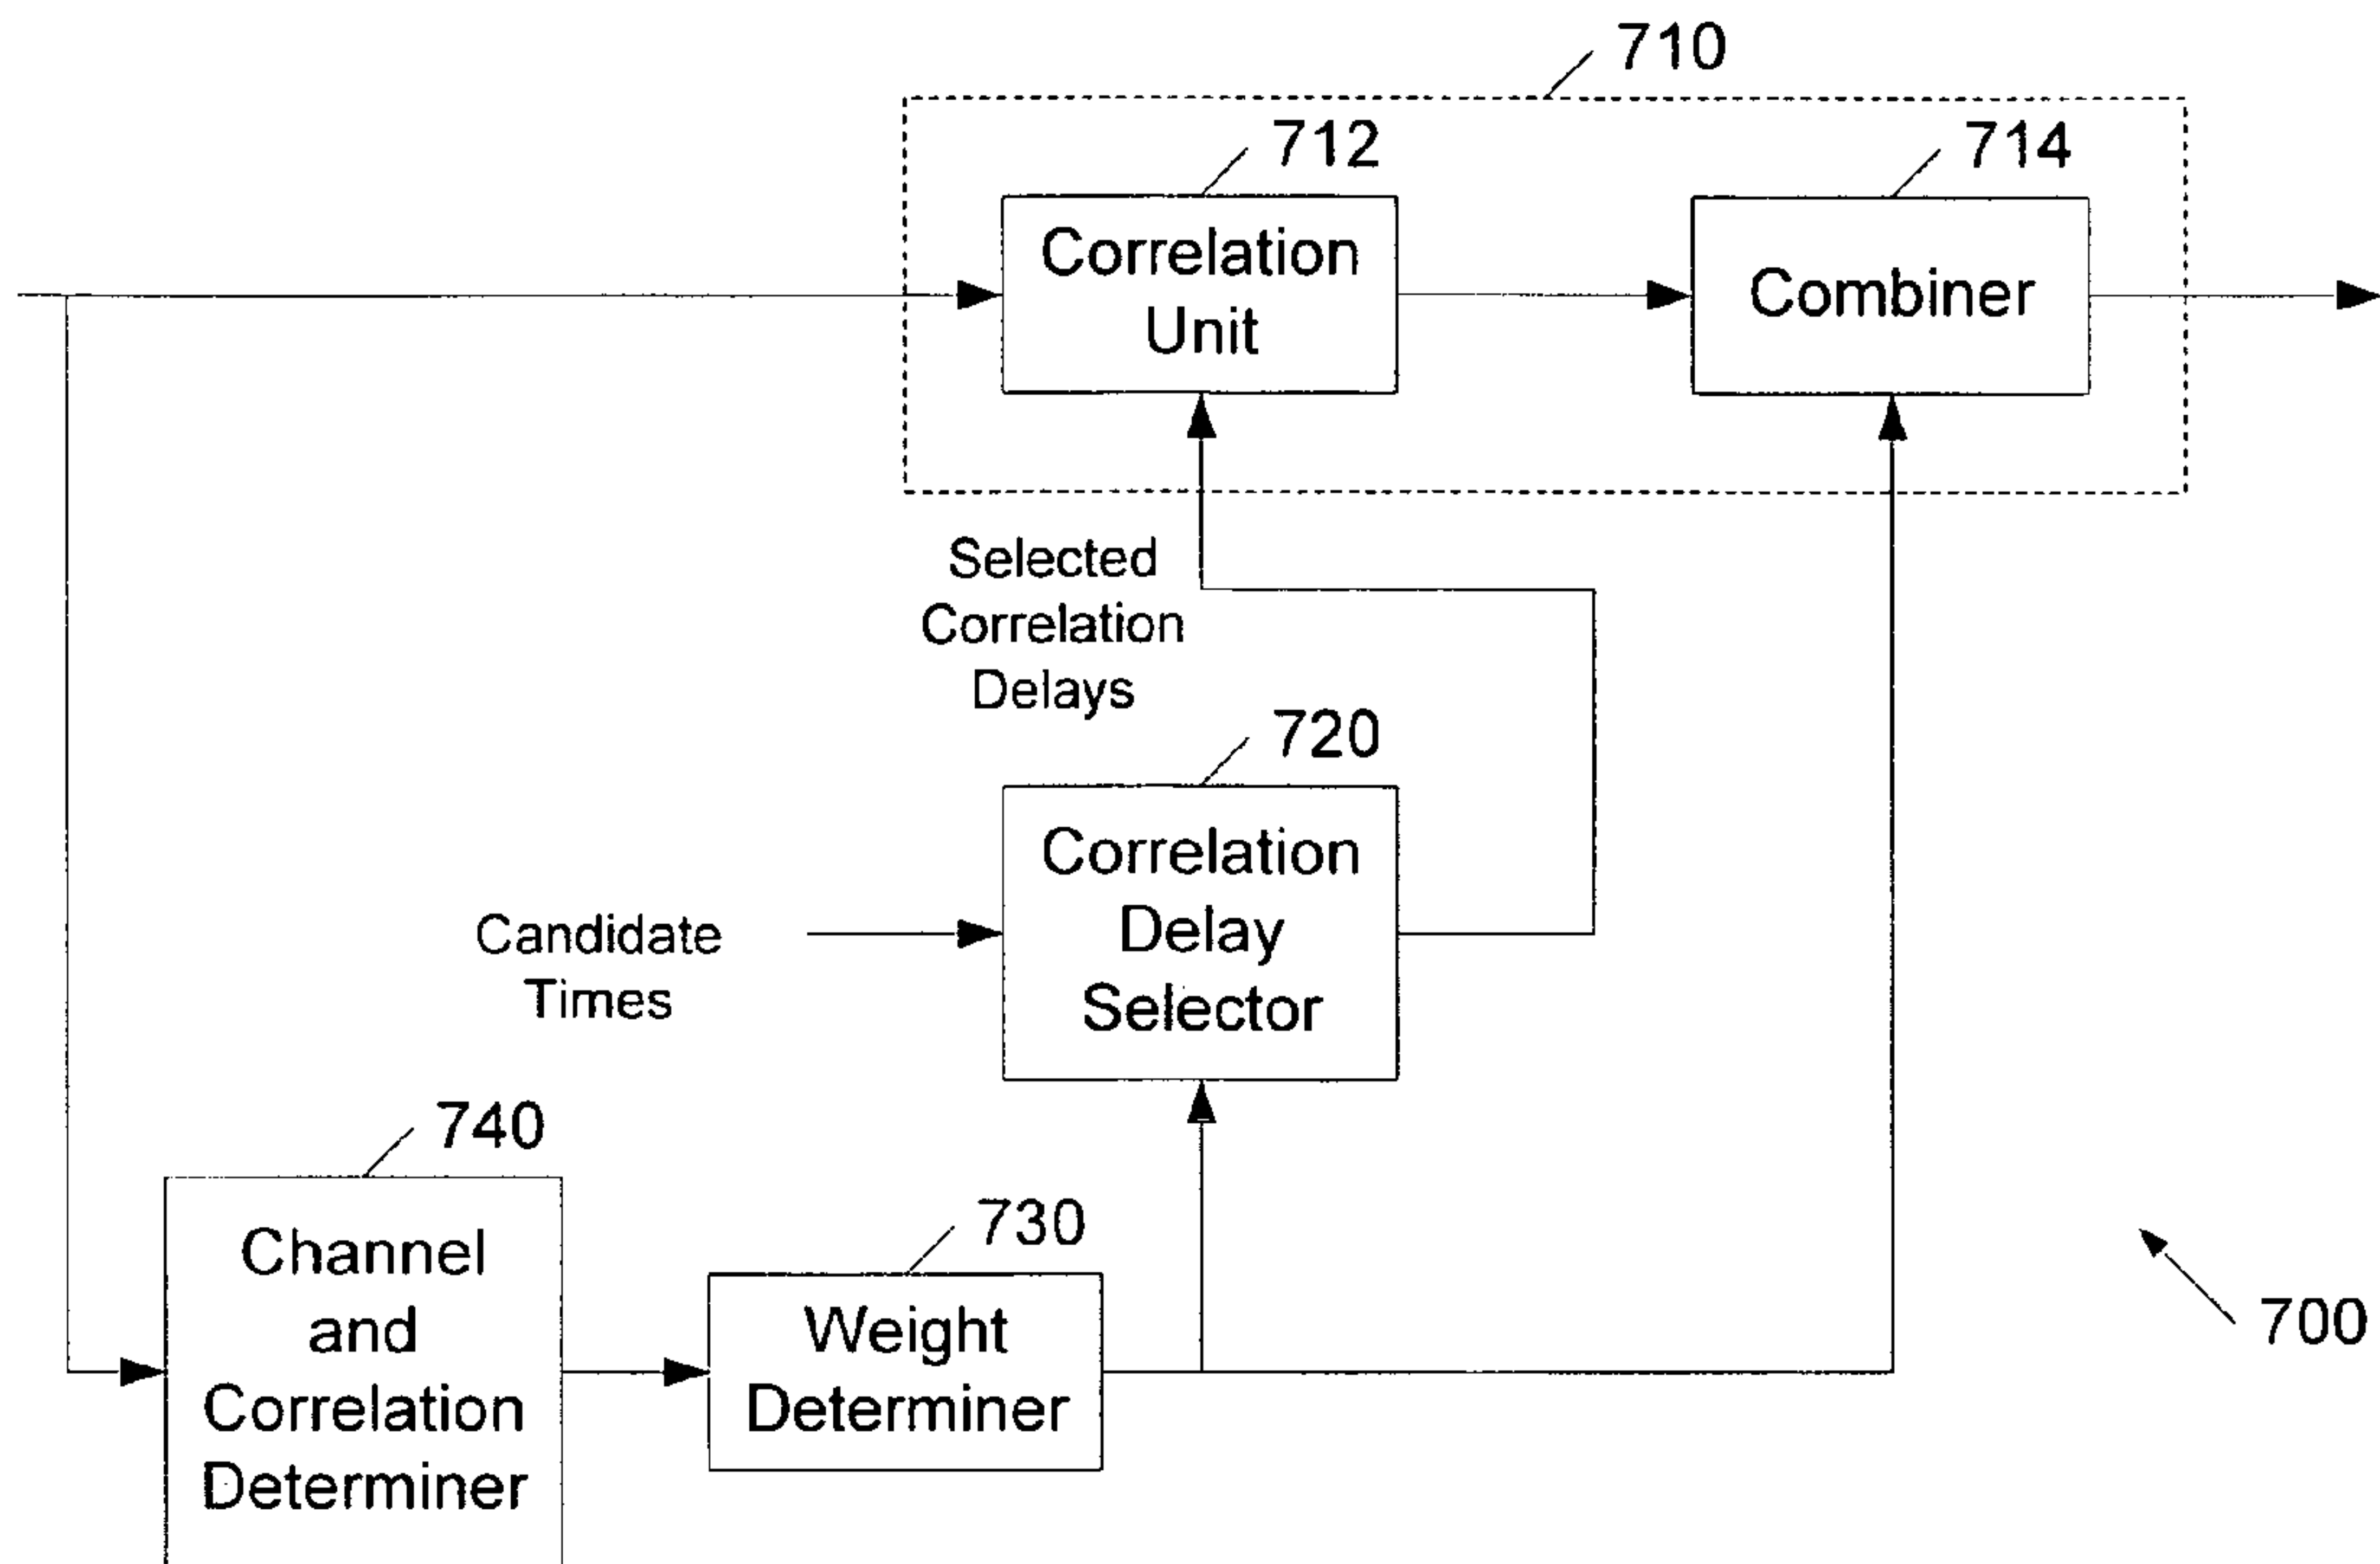 710
712
714
Correlation
Unit
Combiner
Selected
Correlation
Delays
720
Correlation
Delay
Selector
Candidate
Times
740
Channel
and
Correlation
Determiner
730
Weight
Determiner
700